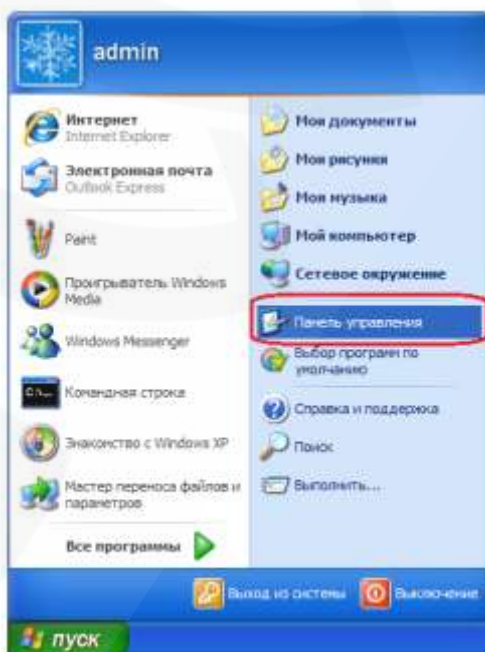 admin
Интернет
Internet Explorer
Электронная почта
Outlook Express
Paint
Проигрыватель Windows
Media
Windows Messenger
Командная строка
Знакомство с Windows XP
Мастер переноса файлов и
параметров
Все программы
Мои документы
Мои рисунки
Моя музыка
Мой компьютер
Сетевое окружение
Панель управления
Выбор программ по
умолчанию
Справка и поддержка
Поиск
Выполнить...
Выход из системы
Выключение
пуск